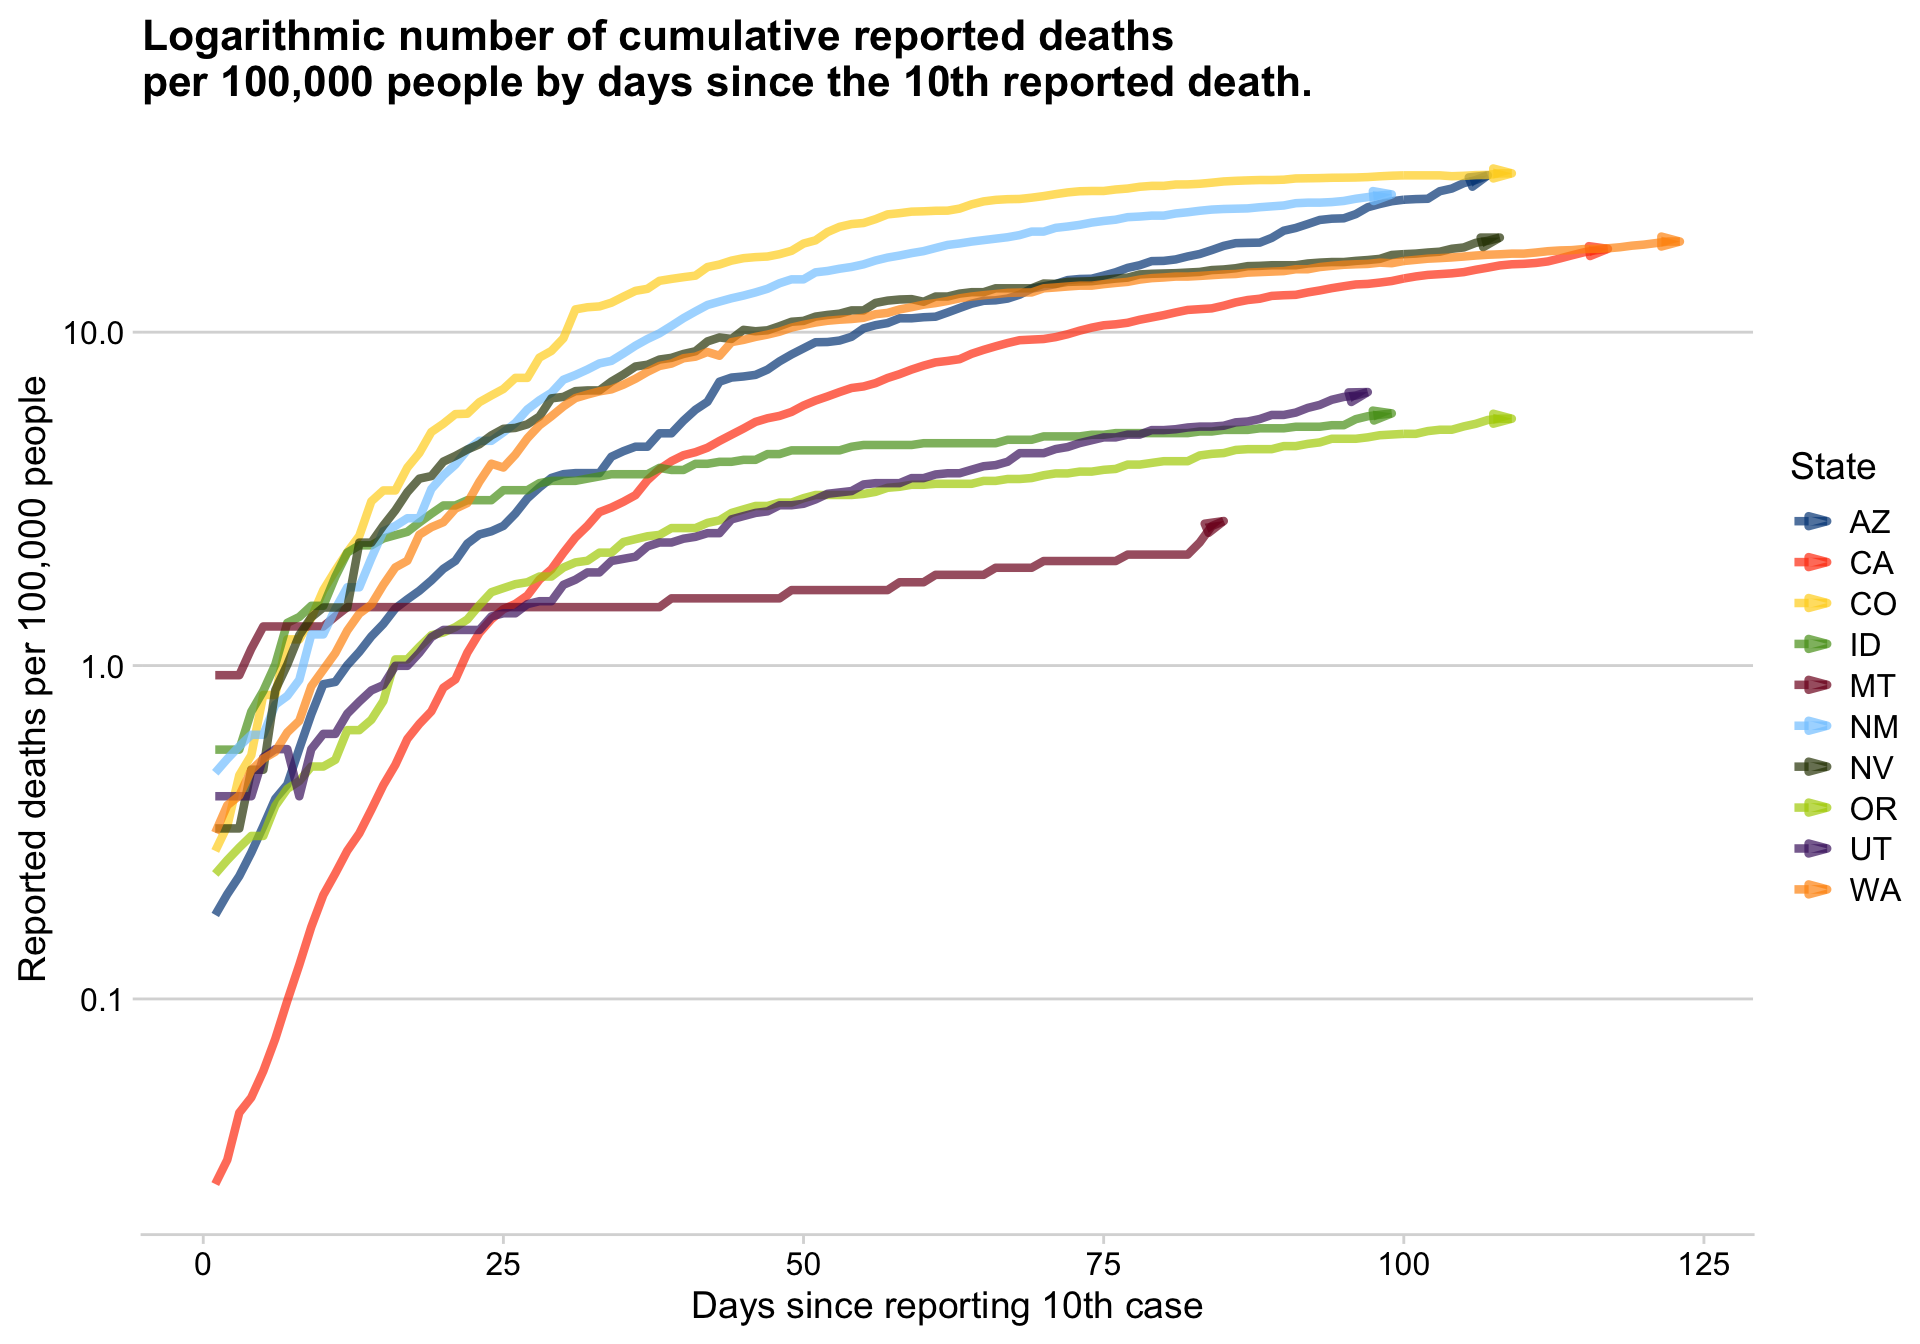 Logarithmic number of cumulative reported deaths
per 100,000 people by days since the 10th reported death.
Reported deaths per 100,000 people
10.0
1.0
0.1
0
25
50
75
100
125
Days since reporting 10th case
State
AZ
CA
CO
ID
MT
NM
NV
OR
UT
WA